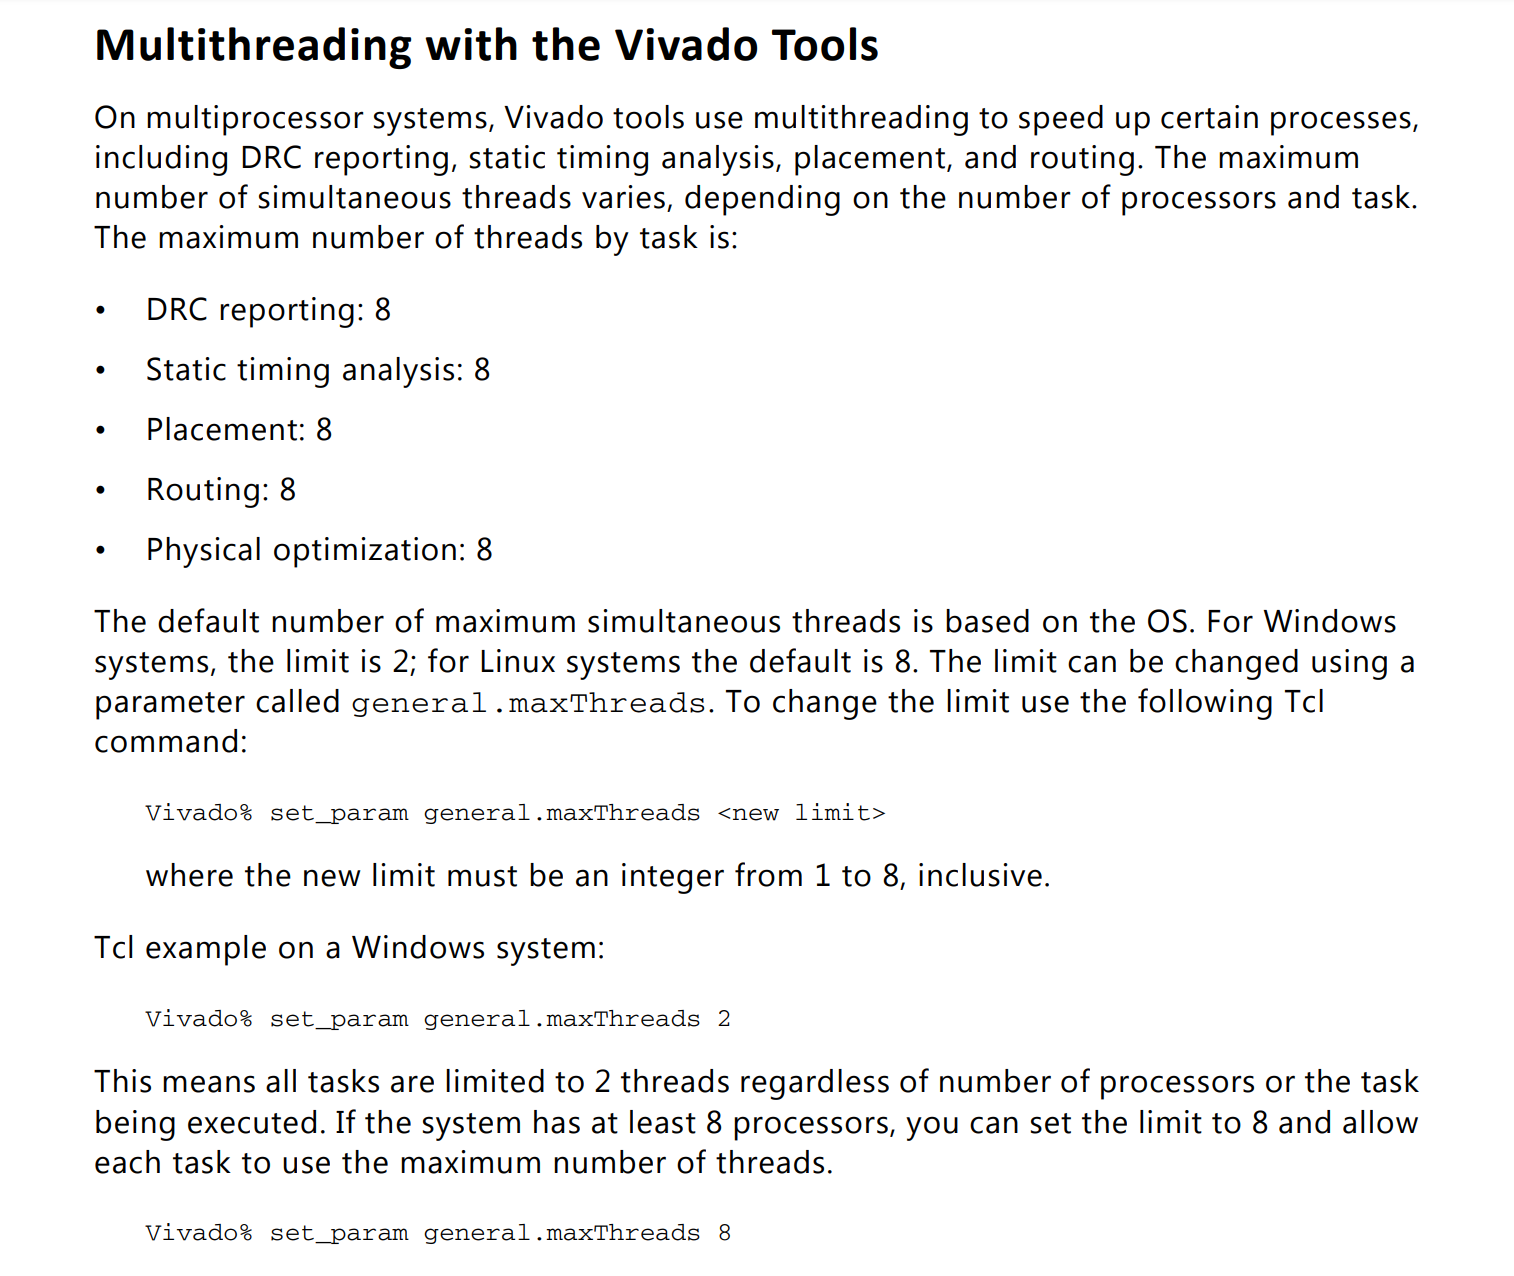 Multithreading with the Vivado Tools
On multiprocessor systems, Vivado tools use multithreading to speed up certain processes,
including DRC reporting, static timing analysis, placement, and routing. The maximum
number of simultaneous threads varies, depending on the number of processors and task.
The maximum number of threads by task is:
• DRC reporting: 8
• Static timing analysis: 8
• Placement: 8
• Routing: 8
• Physical optimization: 8
The default number of maximum simultaneous threads is based on the OS. For Windows
systems, the limit is 2; for Linux systems the default is 8. The limit can be changed using a
parameter called general.maxThreads. To change the limit use the following Tcl
command:
Vivado% set_param general.maxThreads <new limit>
where the new limit must be an integer from 1 to 8, inclusive.
Tcl example on a Windows system:
Vivado% set_param general.maxThreads 2
This means all tasks are limited to 2 threads regardless of number of processors or the task
being executed. If the system has at least 8 processors, you can set the limit to 8 and allow
each task to use the maximum number of threads.
Vivado% set_param general.maxThreads 8